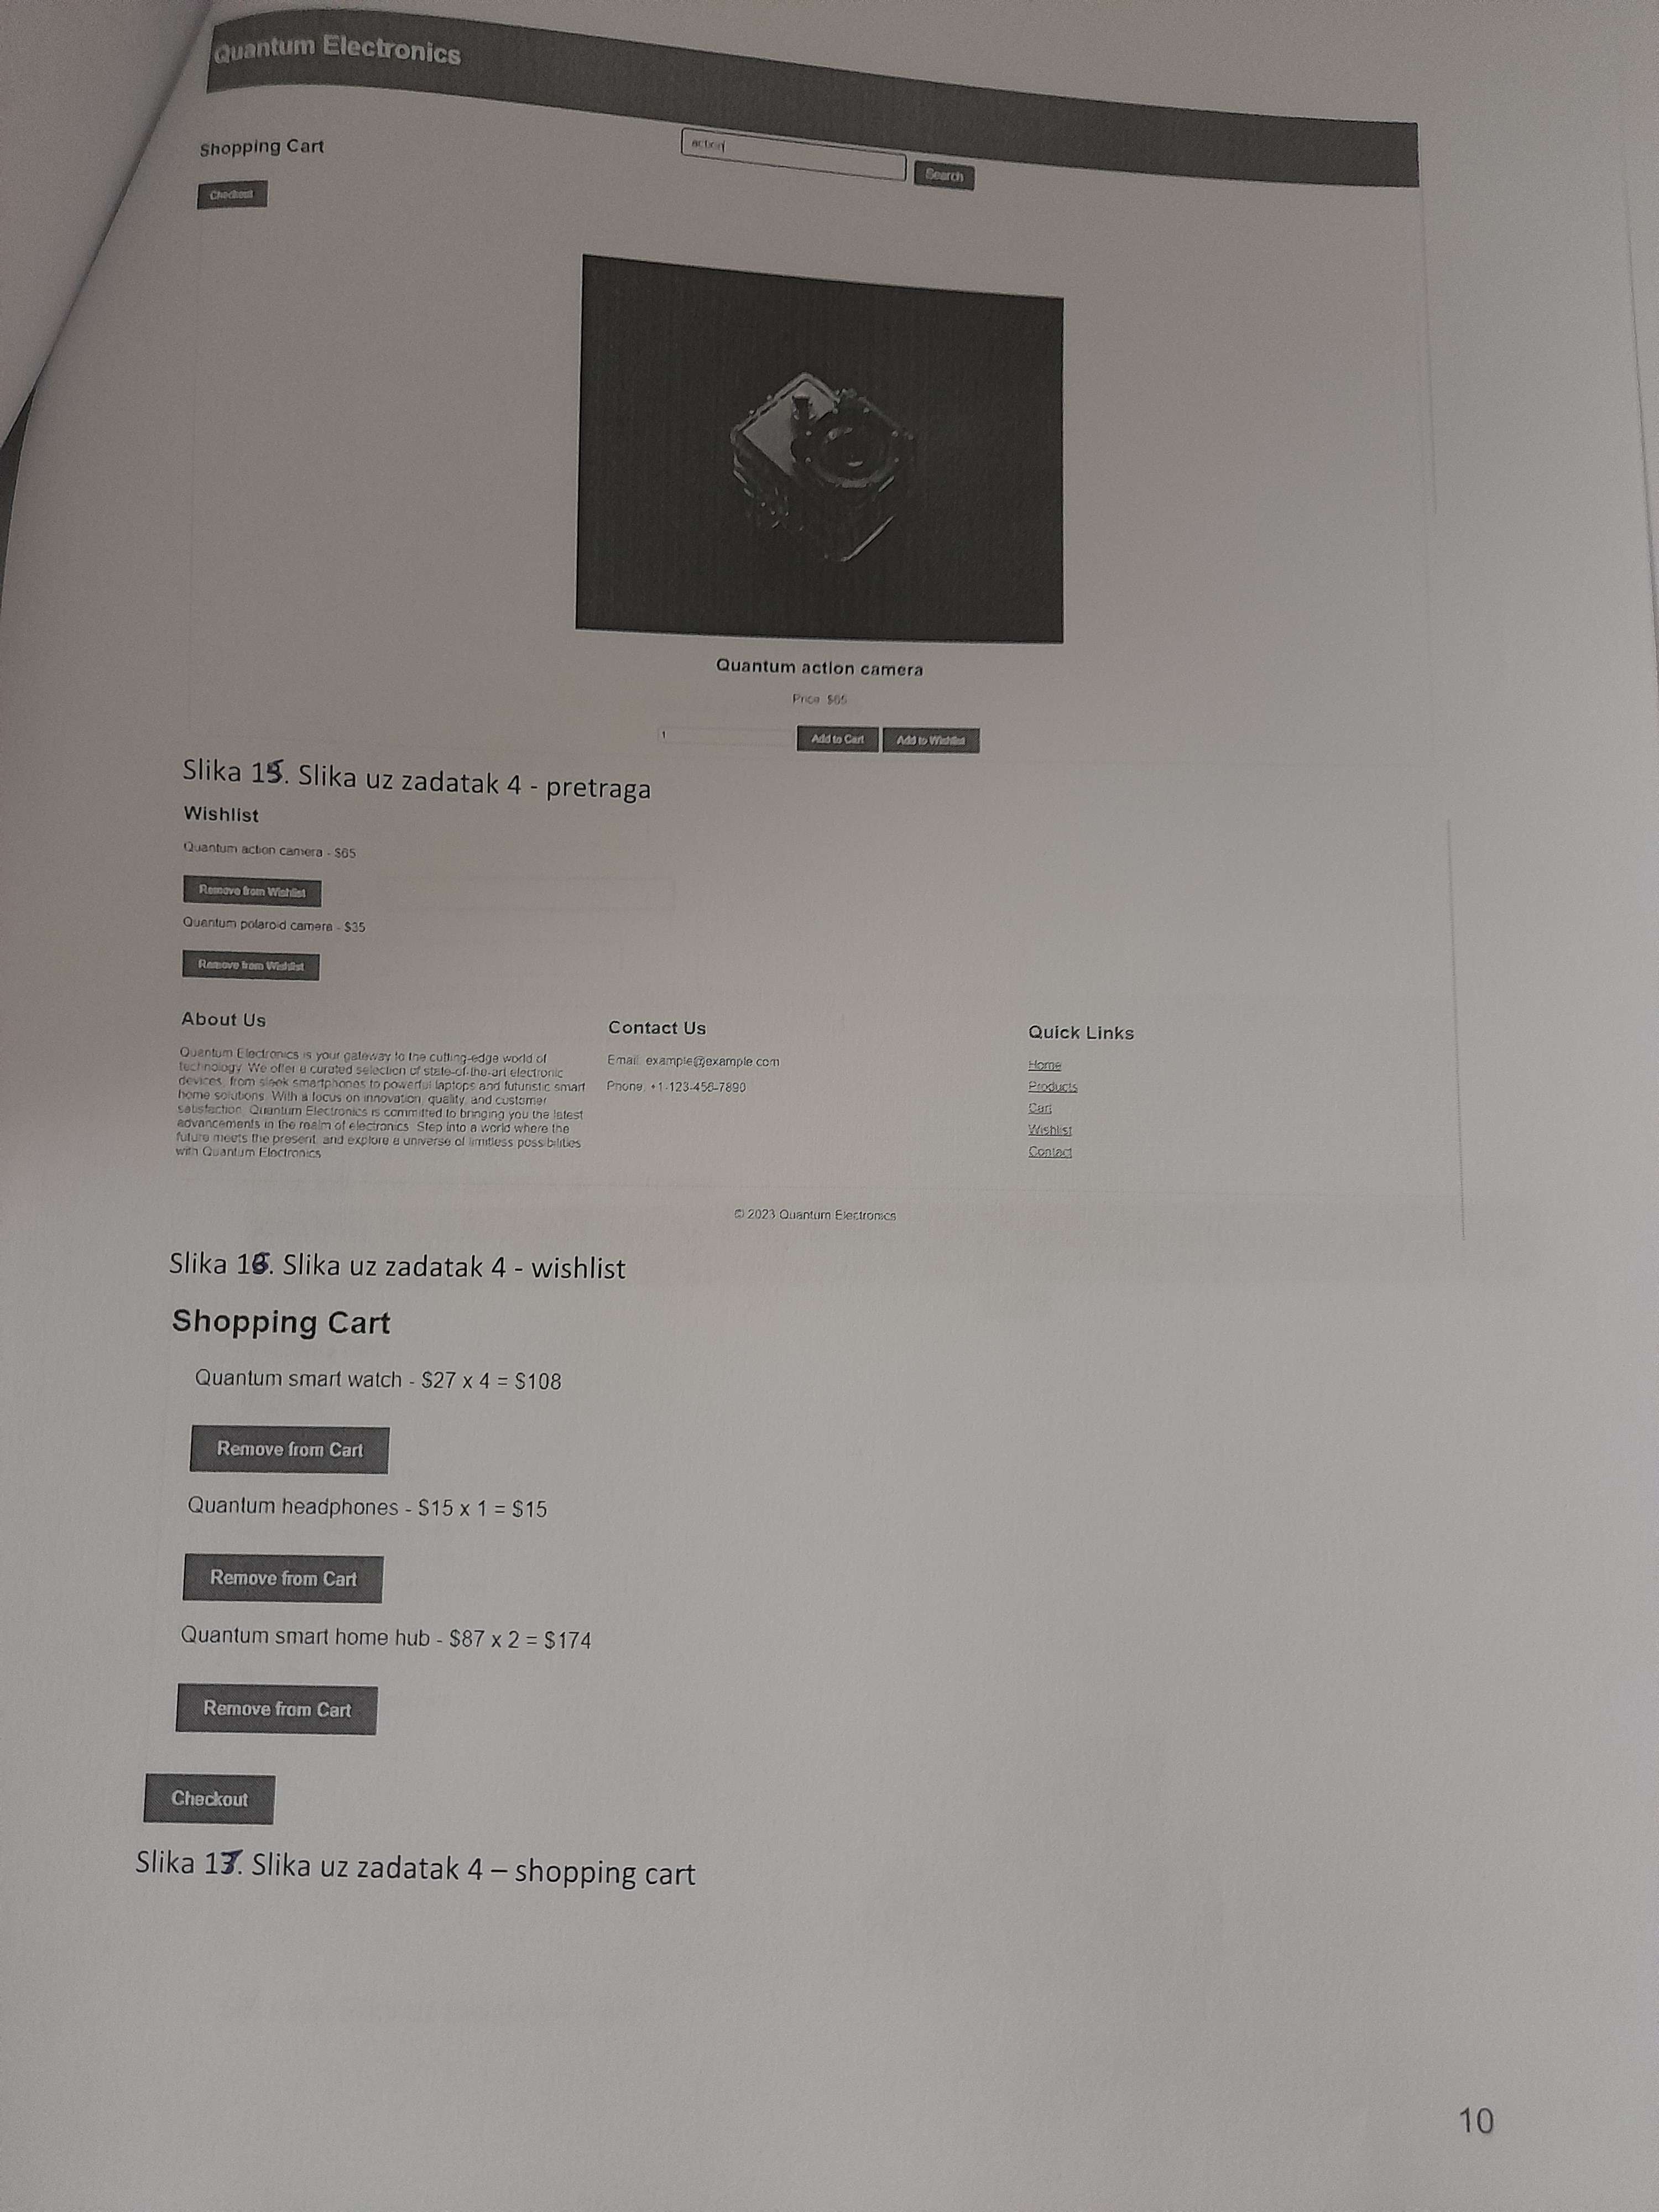 Quantum Electronics
Shopping Cart
action
Search
Checkout
Quantum action camera
Price: $65
1
Add to Cart
Add to Wishlist
Slika 15. Slika uz zadatak 4 - pretraga
Wishlist
Quantum action camera - $65
Remove from Wishlist
Quantum polaroid camera - $35
Remove from Wishlist
About Us
Quantum Electronics is your gateway to the cutting-edge world of
technology. We offer a curated selection of state-of-the-art electronic
devices, from sleek smartphones to powerful laptops and futuristic smart
home solutions. With a focus on innovation, quality, and customer
satisfaction, Quantum Electronics is committed to bringing you the latest
advancements in the realm of electronics. Step into a world where the
future meets the present, and explore a universe of limitless possibilities
with Quantum Electronics
Contact Us
Email: example@example.com
Phone: +1-123-456-7890
Quick Links
Home
Products
Cart
Wishlist
Contact
© 2023 Quantum Electronics
Slika 16. Slika uz zadatak 4 - wishlist
Shopping Cart
Quantum smart watch - $27 x 4 = $108
Remove from Cart
Quantum headphones - $15 x 1 = $15
Remove from Cart
Quantum smart home hub - $87 x 2 = $174
Remove from Cart
Checkout
Slika 17. Slika uz zadatak 4 – shopping cart
10